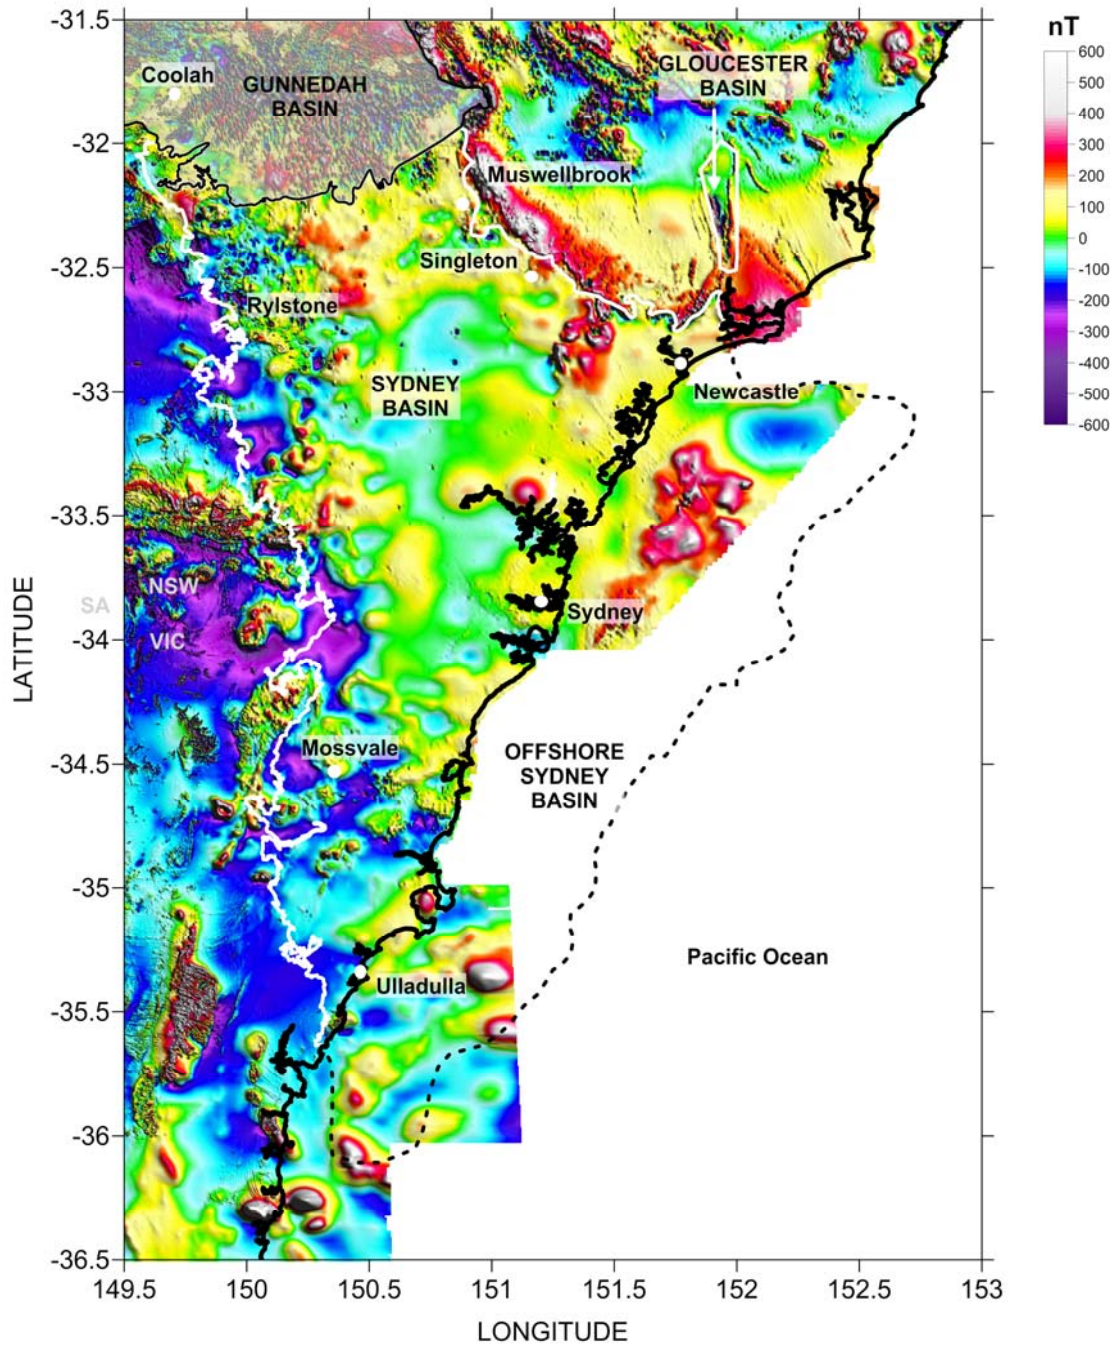 nT
600
500
400
300
200
100
0
-100
-200
-300
-400
-500
-600
-31.5
-32
-32.5
-33
-33.5
-34
-34.5
-35
-35.5
-36
-36.5
LATITUDE
Coolah
GUNNEDAH
BASIN
GLOUCESTER
BASIN
Muswellbrook
Singleton
Rylstone
SYDNEY
BASIN
Newcastle
NSW
SA
VIC
Sydney
Mossvale
OFFSHORE
SYDNEY
BASIN
Pacific Ocean
Ulladulla
149.5
150
150.5
151
151.5
152
152.5
153
LONGITUDE